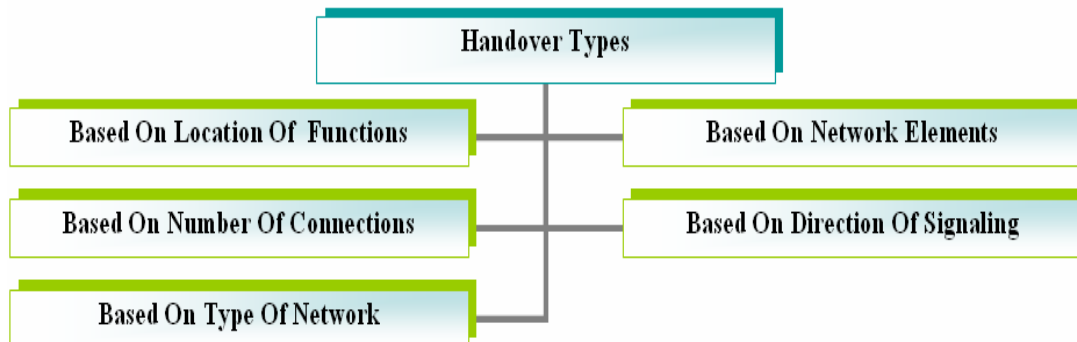 Handover Types
Based On Location Of Functions
Based On Network Elements
Based On Number Of Connections
Based On Direction Of Signaling
Based On Type Of Network